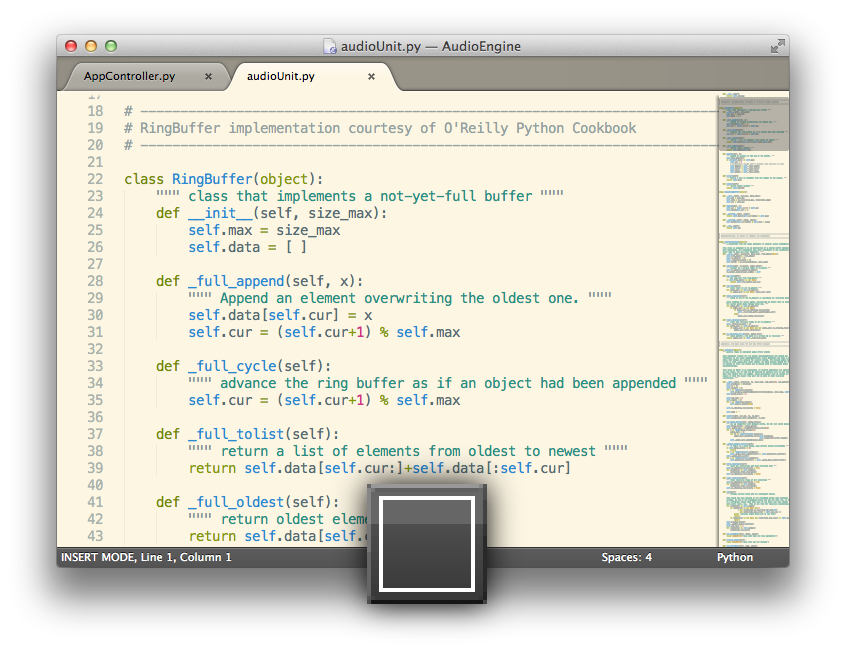 audioUnit.py — AudioEngine
AppController.py × audioUnit.py ×
17
18 # ------------------------------------------------------------------------
19 # RingBuffer implementation courtesy of O'Reilly Python Cookbook
20 # ------------------------------------------------------------------------
21
22 class RingBuffer(object):
23     """ class that implements a not-yet-full buffer """
24     def __init__(self, size_max):
25         self.max = size_max
26         self.data = [ ]
27
28     def _full_append(self, x):
29         """ Append an element overwriting the oldest one. """
30         self.data[self.cur] = x
31         self.cur = (self.cur+1) % self.max
32
33     def _full_cycle(self):
34         """ advance the ring buffer as if an object had been appended """
35         self.cur = (self.cur+1) % self.max
36
37     def _full_tolist(self):
38         """ return a list of elements from oldest to newest """
39         return self.data[self.cur:]+self.data[:self.cur]
40
41     def _full_oldest(self):
42         """ return oldest
43         return self.data[self.
INSERT MODE, Line 1, Column 1 Spaces: 4 Python